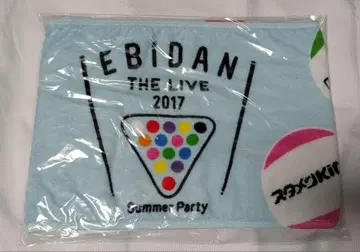 EBiDAN
THE LIVE
2017
Summer Party
スタメンKiD